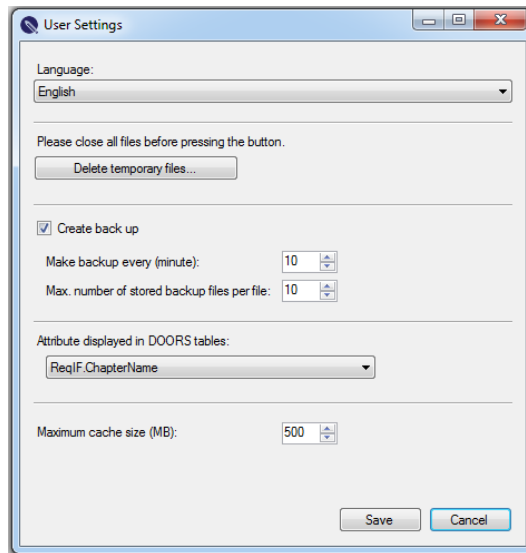 User Settings
Language:
English
Please close all files before pressing the button.
Delete temporary files...
Create back up
Make backup every (minute): 10
Max. number of stored backup files per file: 10
Attribute displayed in DOORS tables:
ReqIF.ChapterName
Maximum cache size (MB): 500
Save Cancel